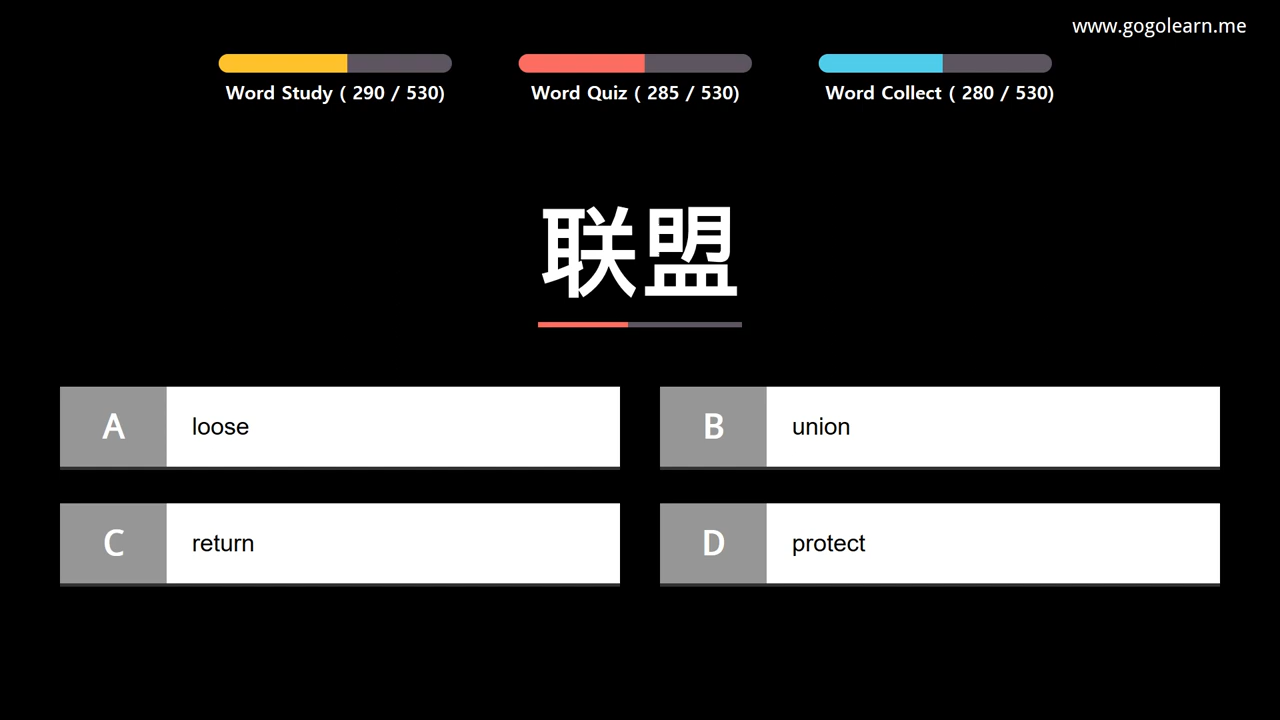 www.gogolearn.me
Word Study ( 290 / 530)
Word Quiz ( 285 / 530)
Word Collect ( 280 / 530)
联盟
A loose
B union
C return
D protect